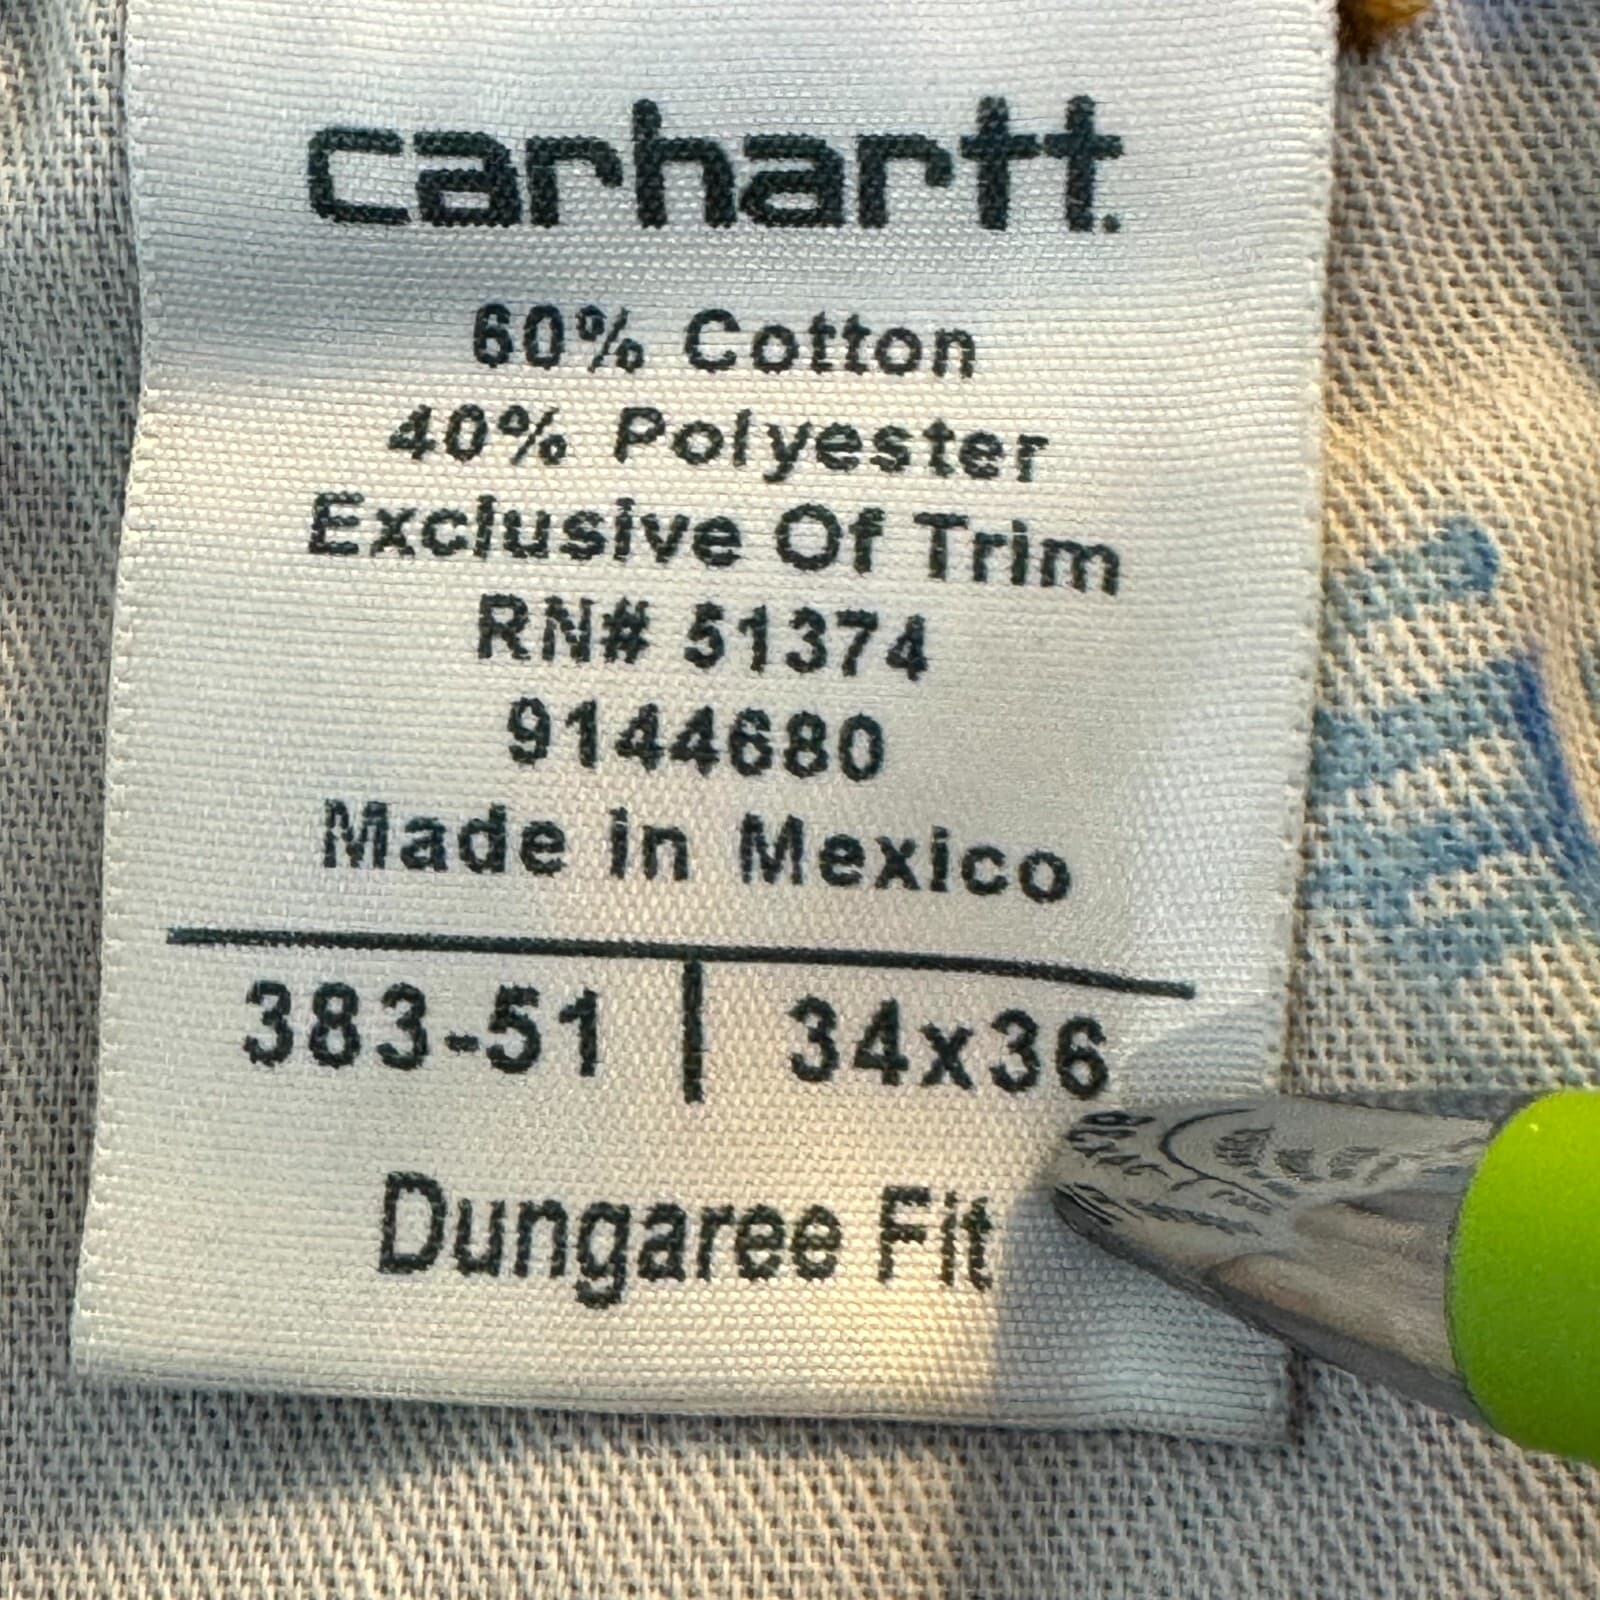 carhartt.
60% Cotton
40% Polyester
Exclusive Of Trim
RN# 51374
9144680
Made in Mexico
383-51 | 34x36
Dungaree Fit